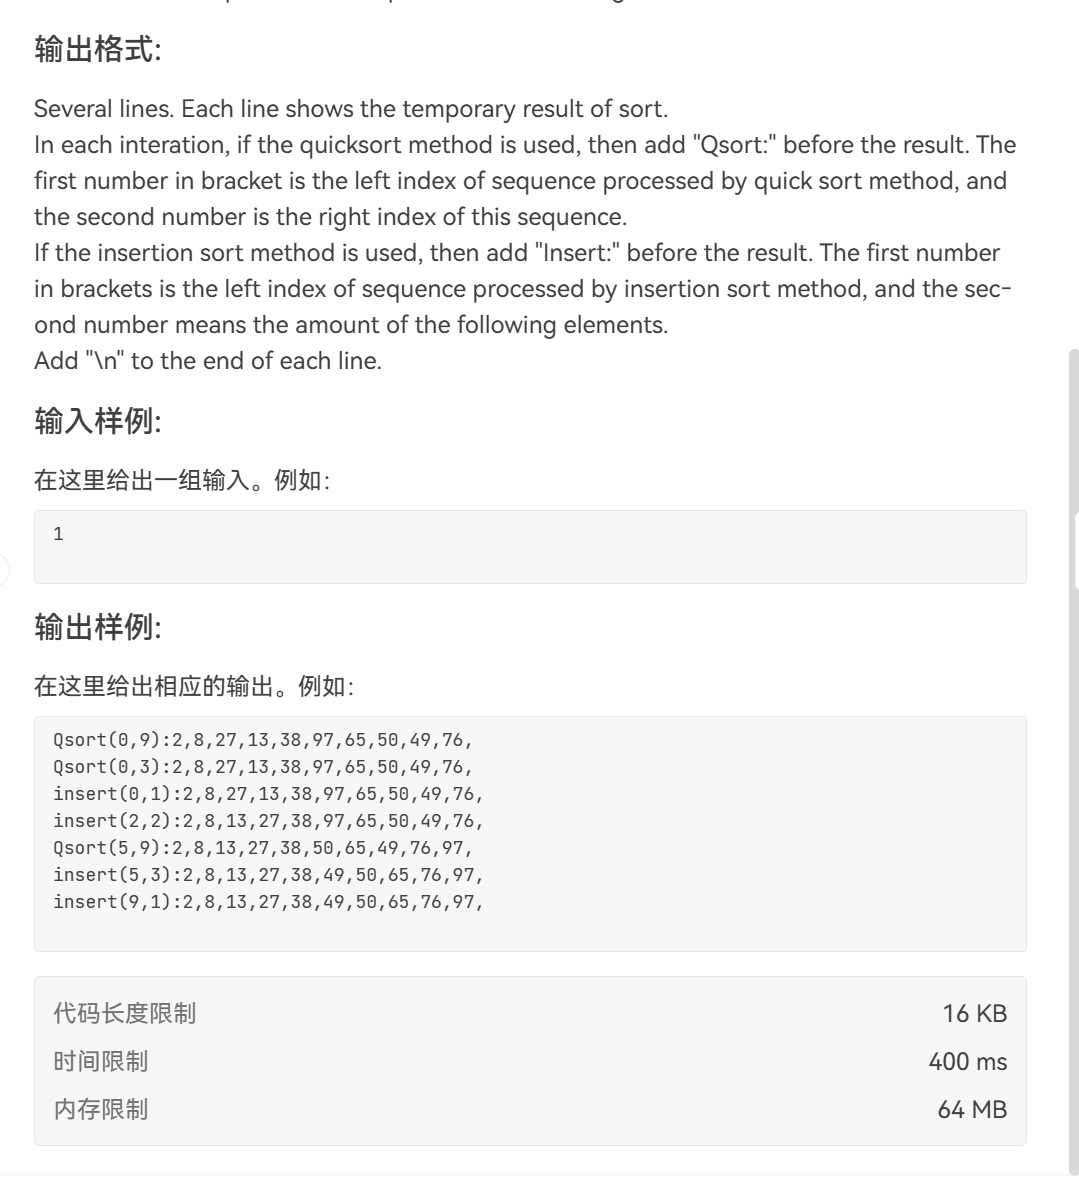 输出格式:
Several lines. Each line shows the temporary result of sort.
In each interation, if the quicksort method is used, then add "Qsort:" before the result. The
first number in bracket is the left index of sequence processed by quick sort method, and
the second number is the right index of this sequence.
If the insertion sort method is used, then add "Insert:" before the result. The first number
in brackets is the left index of sequence processed by insertion sort method, and the sec-
ond number means the amount of the following elements.
Add "\n" to the end of each line.
输入样例:
在这里给出一组输入。例如：
1
输出样例:
在这里给出相应的输出。例如：
Qsort(0,9):2,8,27,13,38,97,65,50,49,76,
Qsort(0,3):2,8,27,13,38,97,65,50,49,76,
insert(0,1):2,8,27,13,38,97,65,50,49,76,
insert(2,2):2,8,13,27,38,97,65,50,49,76,
Qsort(5,9):2,8,13,27,38,50,65,49,76,97,
insert(5,3):2,8,13,27,38,49,50,65,76,97,
insert(9,1):2,8,13,27,38,49,50,65,76,97,
代码长度限制 16 KB
时间限制 400 ms
内存限制 64 MB